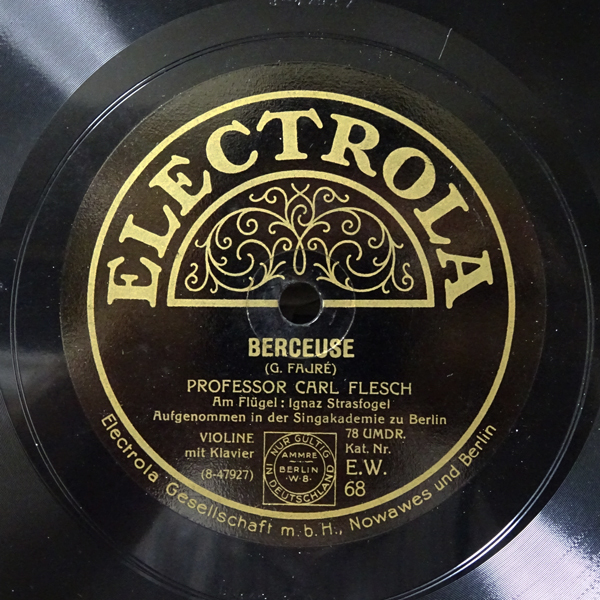 ELECTROLA
BERCEUSE
(G. FAURÉ)
PROFESSOR CARL FLESCH
Am Flügel: Ignaz Strasfogel
Aufgenommen in der Singakademie zu Berlin
VIOLINE
mit Klavier
(8-47927)
NUR GÜLTIG
AMMRE
BERLIN
·W·8·
IN DEUTSCHLAND
78 UMDR.
Kat. Nr.
E.W.
68
Electrola Gesellschaft m.b.H., Nowawes und Berlin